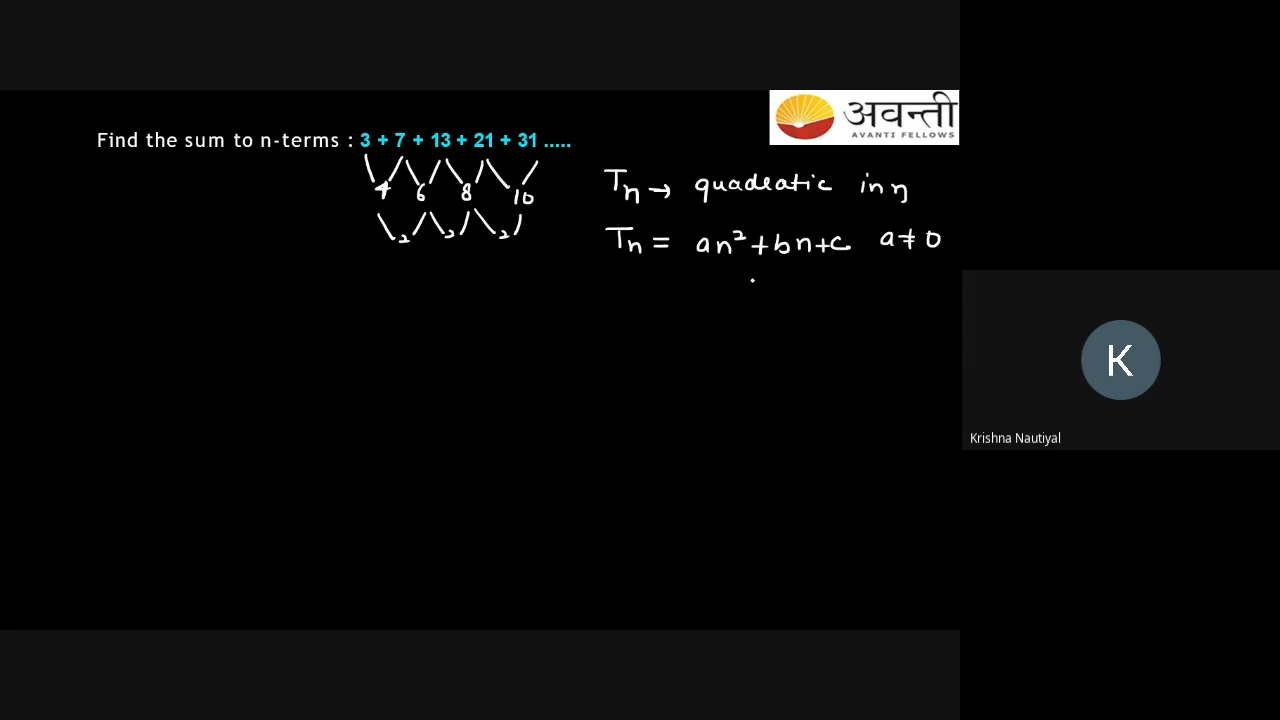 अवन्ती
AVANTI FELLOWS
Find the sum to n-terms : 3 + 7 + 13 + 21 + 31 .....
4 6 8 10
2 2 2
Tn → quadratic in n
Tn = an²+bn+c a≠0
K
Krishna Nautiyal